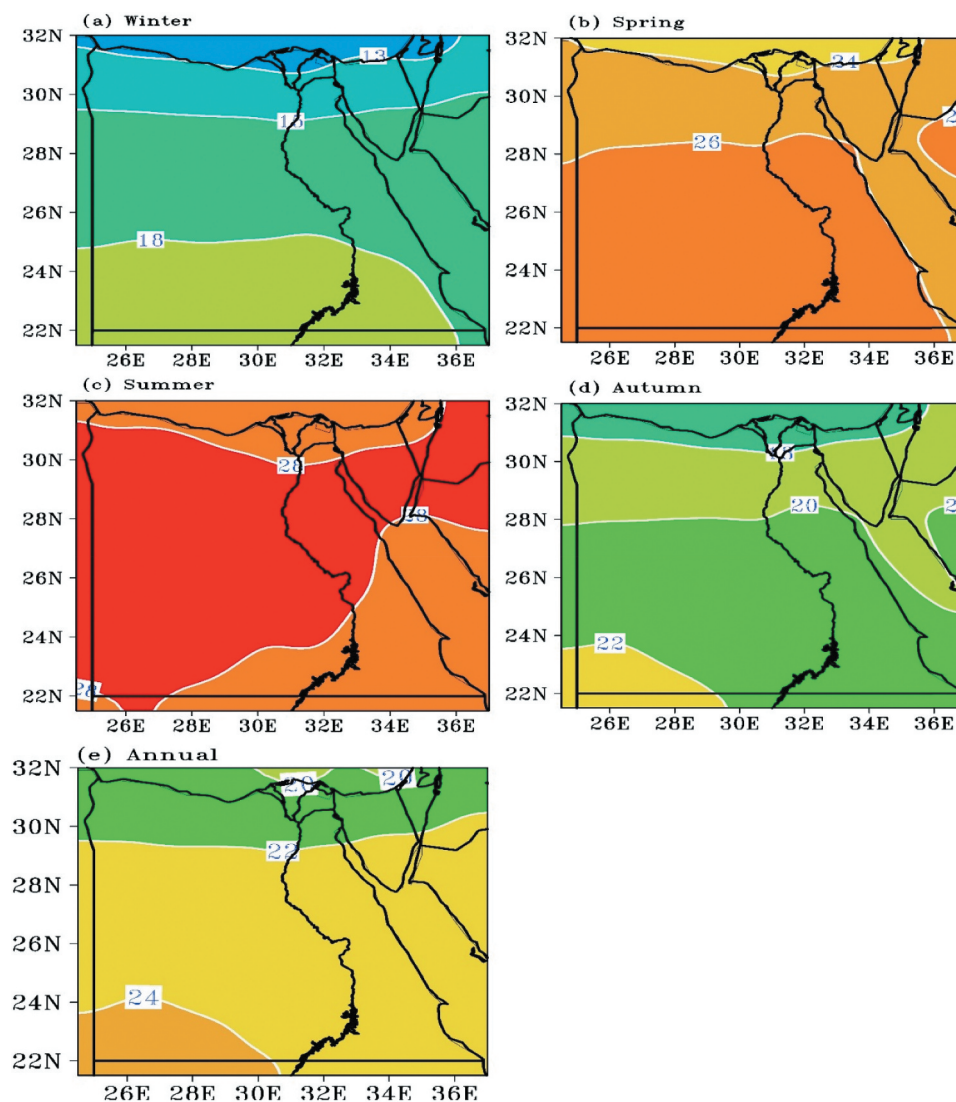 (a) Winter
32N
30N
28N
26N
24N
22N
13
15
18
26E 28E 30E 32E 34E 36E
(b) Spring
32N
30N
28N
26N
24N
22N
24
26
26E 28E 30E 32E 34E 36E
(c) Summer
32N
30N
28N
26N
24N
22N
28
28
28
26E 28E 30E 32E 34E 36E
(d) Autumn
32N
30N
28N
26N
24N
22N
20
22
26E 28E 30E 32E 34E 36E
(e) Annual
32N
30N
28N
26N
24N
22N
20
20
22
24
26E 28E 30E 32E 34E 36E